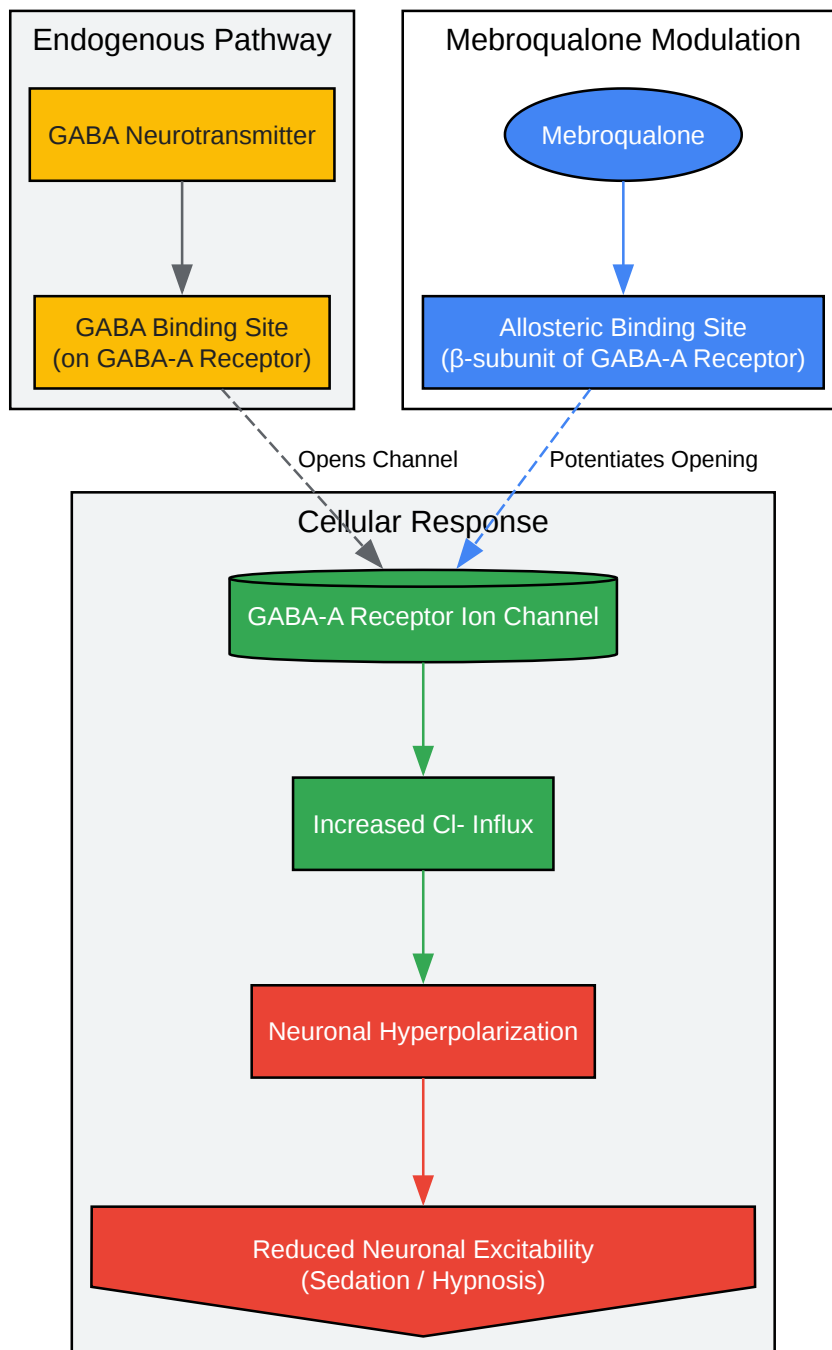 Endogenous Pathway
GABA Neurotransmitter
GABA Binding Site
(on GABA-A Receptor)
Mebroqualone Modulation
Mebroqualone
Allosteric Binding Site
(β-subunit of GABA-A Receptor)
Opens Channel
Potentiates Opening
Cellular Response
GABA-A Receptor Ion Channel
Increased Cl- Influx
Neuronal Hyperpolarization
Reduced Neuronal Excitability
(Sedation / Hypnosis)